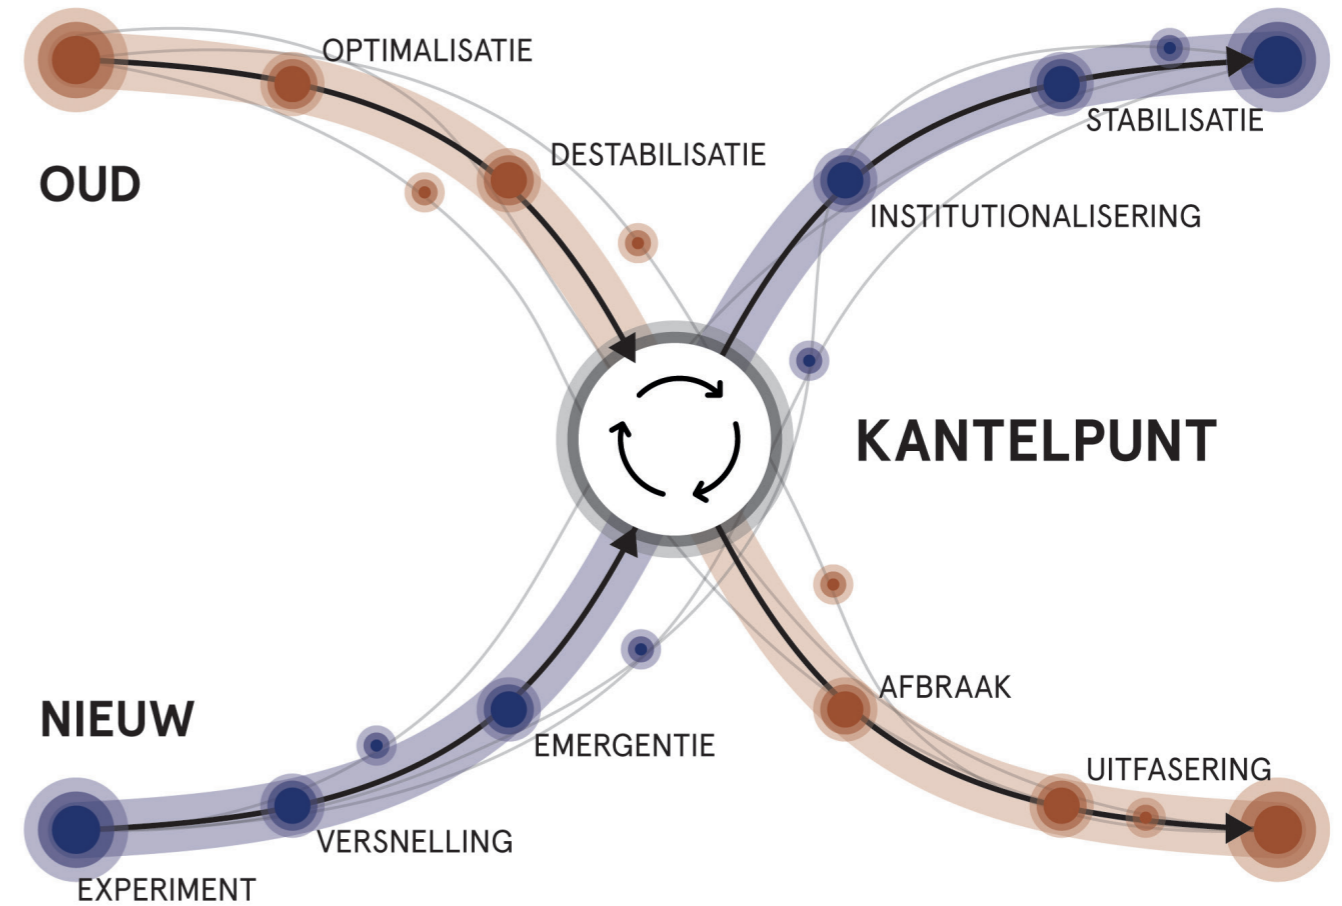 OPTIMALISATIE
STABILISATIE
DESTABILISATIE
OUD
INSTITUTIONALISERING
KANTELPUNT
AFBRAAK
NIEUW
EMERGENTIE
UITFASERING
VERSNELLING
EXPERIMENT